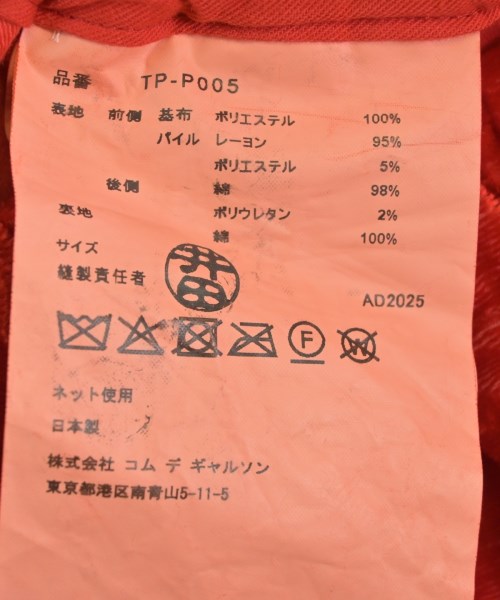 品番 TP-P005
表地 前側 基布 ポリエステル 100%
パイル レーヨン 95%
ポリエステル 5%
後側 綿 98%
裏地 ポリウレタン 2%
綿 100%
サイズ
縫製責任者 井田
AD2025
F W
ネット使用
日本製
株式会社 コム デ ギャルソン
東京都港区南青山5-11-5